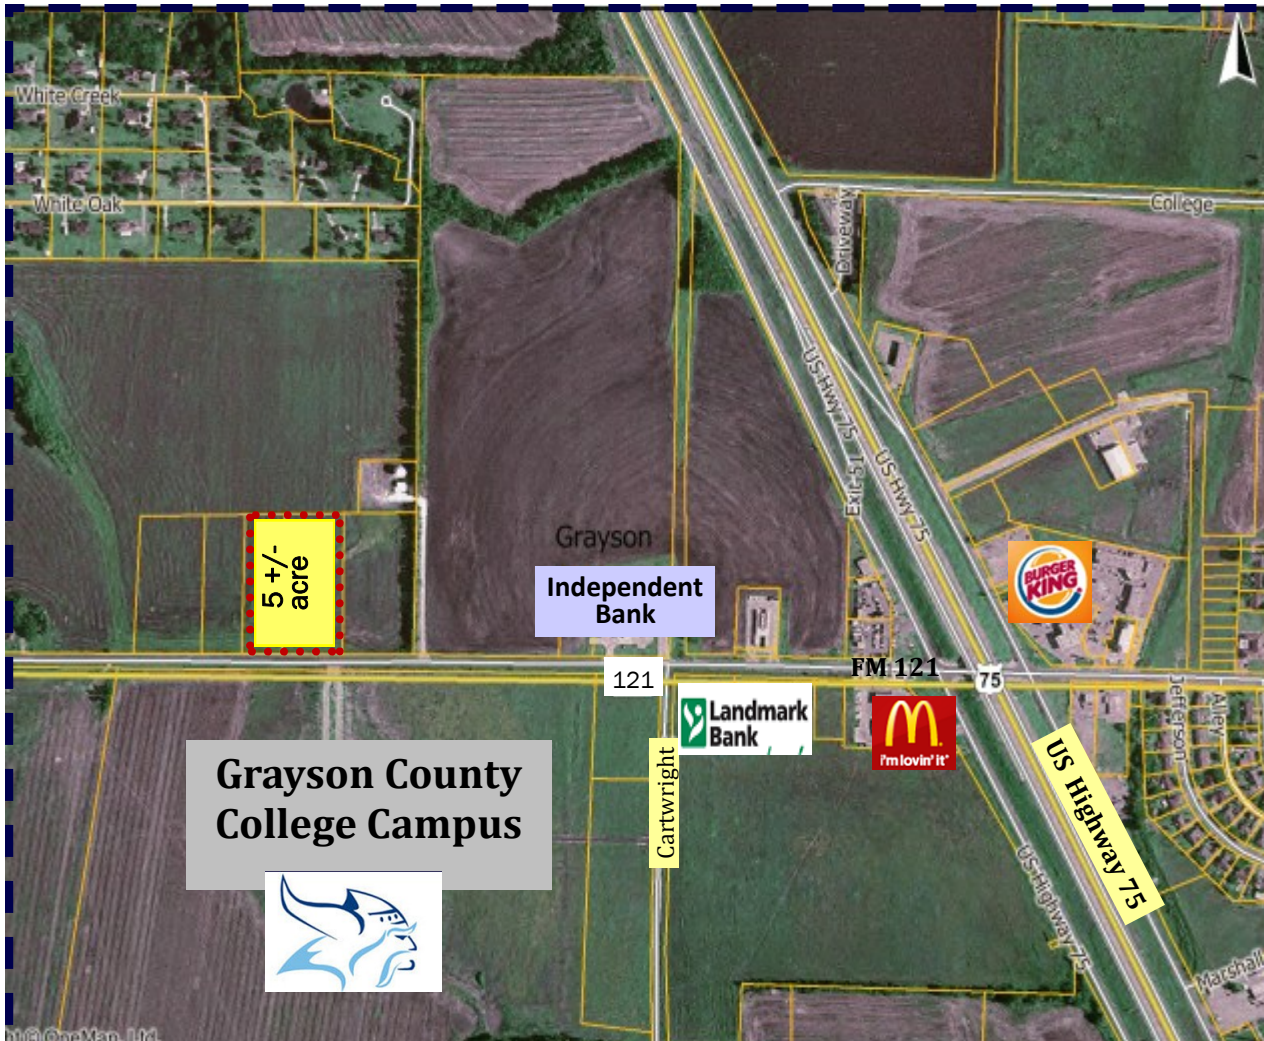 White Creek
White Oak
College
Driveway
US Hwy 75
Exit 51
US Hwy 75
Grayson
5 +/-
acre
Independent
Bank
BURGER
KING
FM 121
121
75
Landmark
Bank
i'm lovin' it
Jefferson
Alley
Grayson County
College Campus
Cartwright
US Highway 75
US Highway 75
Marshall
ht © OneMap, Ltd